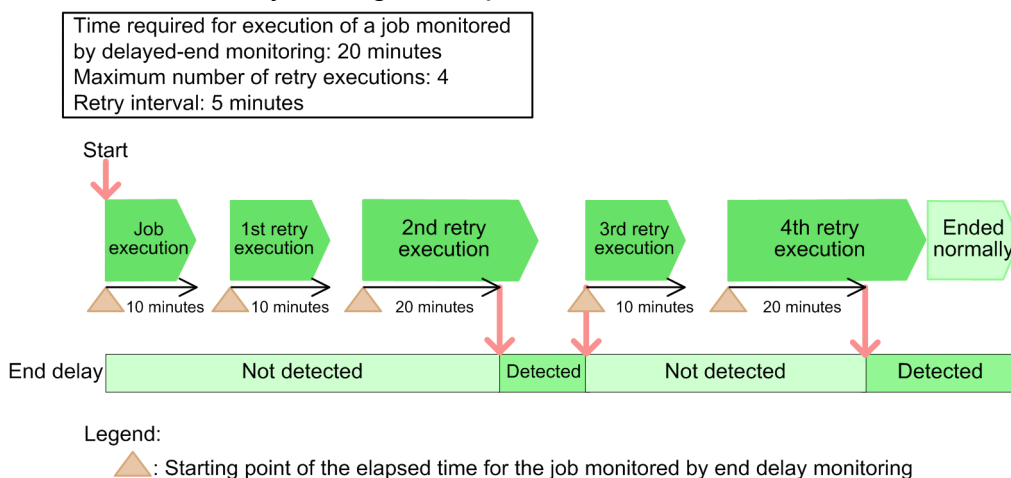 Time required for execution of a job monitored
by delayed-end monitoring: 20 minutes
Maximum number of retry executions: 4
Retry interval: 5 minutes
Start
Job
execution
1st retry
execution
2nd retry
execution
3rd retry
execution
4th retry
execution
Ended
normally
10 minutes
10 minutes
20 minutes
10 minutes
20 minutes
End delay
Not detected
Detected
Not detected
Detected
Legend:
: Starting point of the elapsed time for the job monitored by end delay monitoring